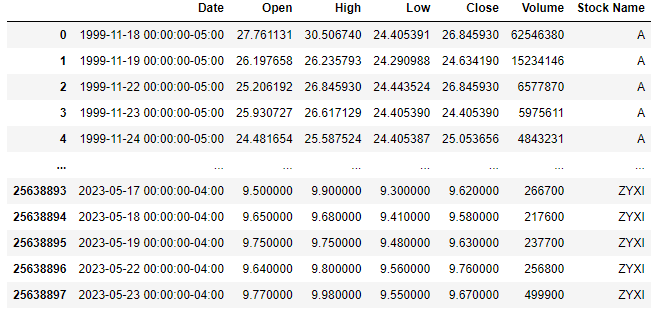 Date Open High Low Close Volume Stock Name
0 1999-11-18 00:00:00-05:00 27.761131 30.506740 24.405391 26.845930 62546380 A
1 1999-11-19 00:00:00-05:00 26.197658 26.235793 24.290988 24.634190 15234146 A
2 1999-11-22 00:00:00-05:00 25.206192 26.845930 24.443524 26.845930 6577870 A
3 1999-11-23 00:00:00-05:00 25.930727 26.617129 24.405390 24.405390 5975611 A
4 1999-11-24 00:00:00-05:00 24.481654 25.587524 24.405387 25.053656 4843231 A
... ... ... ... ... ... ... ...
25638893 2023-05-17 00:00:00-04:00 9.500000 9.900000 9.300000 9.620000 266700 ZYXI
25638894 2023-05-18 00:00:00-04:00 9.650000 9.680000 9.410000 9.580000 217600 ZYXI
25638895 2023-05-19 00:00:00-04:00 9.750000 9.750000 9.480000 9.630000 237700 ZYXI
25638896 2023-05-22 00:00:00-04:00 9.640000 9.800000 9.560000 9.760000 256800 ZYXI
25638897 2023-05-23 00:00:00-04:00 9.770000 9.980000 9.550000 9.670000 499900 ZYXI